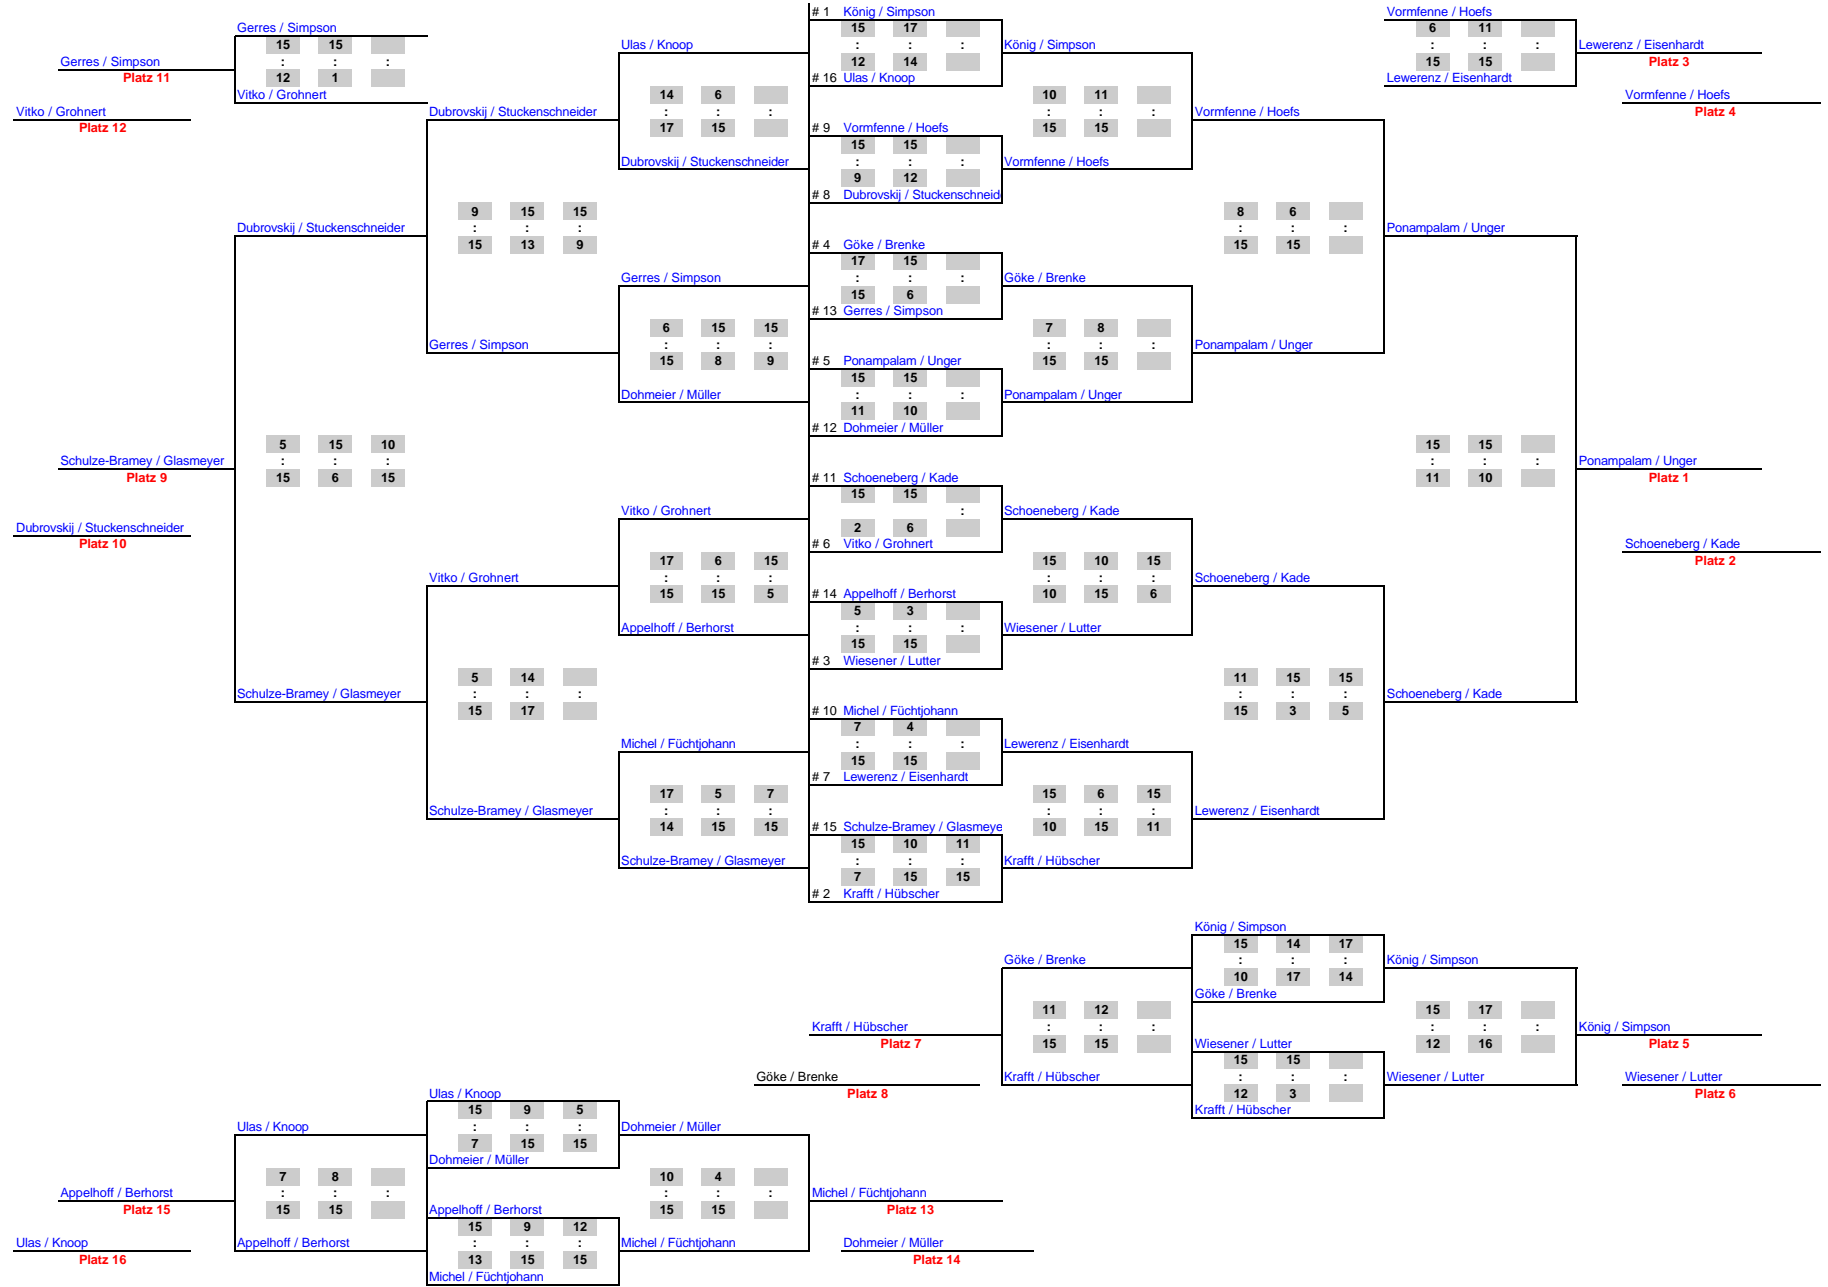 # 1 König / Simpson
Vormfenne / Hoefs
Gerres / Simpson
15 17
6 11
15 15
Ulas / Knoop
König / Simpson
: : :
: : :
Lewerenz / Eisenhardt
: : :
Gerres / Simpson
12 14
15 15
Platz 3
12 1
Platz 11
# 16 Ulas / Knoop
Lewerenz / Eisenhardt
Vitko / Grohnert
14 6
10 11
Vormfenne / Hoefs
Vitko / Grohnert
Dubrovskij / Stuckenschneider
: : :
: : :
Vormfenne / Hoefs
Platz 4
Platz 12
17 15
# 9 Vormfenne / Hoefs
15 15
15 15
Dubrovskij / Stuckenschneider
: : :
Vormfenne / Hoefs
9 12
# 8 Dubrovskij / Stuckenschneid
9 15 15
8 6
Dubrovskij / Stuckenschneider
: : :
: : :
Ponampalam / Unger
15 13 9
# 4 Göke / Brenke
15 15
17 15
Gerres / Simpson
: : :
Göke / Brenke
15 6
# 13 Gerres / Simpson
6 15 15
7 8
Gerres / Simpson
: : :
: : :
Ponampalam / Unger
15 8 9
# 5 Ponampalam / Unger
15 15
15 15
Dohmeier / Müller
: : :
Ponampalam / Unger
11 10
# 12 Dohmeier / Müller
5 15 10
15 15
Schulze-Bramey / Glasmeyer
: : :
: : :
Ponampalam / Unger
Platz 9
15 6 15
# 11 Schoeneberg / Kade
11 10
Platz 1
15 15
Vitko / Grohnert
:
Schoeneberg / Kade
Dubrovskij / Stuckenschneider
2 6
Platz 10
# 6 Vitko / Grohnert
Schoeneberg / Kade
17 6 15
15 10 15
Platz 2
Vitko / Grohnert
: : :
: : :
Schoeneberg / Kade
15 15 5
# 14 Appelhoff / Berhorst
10 15 6
5 3
Appelhoff / Berhorst
: : :
Wiesener / Lutter
15 15
# 3 Wiesener / Lutter
5 14
11 15 15
Schulze-Bramey / Glasmeyer
: : :
: : :
Schoeneberg / Kade
15 17
# 10 Michel / Füchtjohann
15 3 5
7 4
Michel / Füchtjohann
: : :
Lewerenz / Eisenhardt
15 15
# 7 Lewerenz / Eisenhardt
17 5 7
15 6 15
Schulze-Bramey / Glasmeyer
: : :
: : :
Lewerenz / Eisenhardt
14 15 15
# 15 Schulze-Bramey / Glasmeye
10 15 11
15 10 11
Schulze-Bramey / Glasmeyer
: : :
Krafft / Hübscher
7 15 15
# 2 Krafft / Hübscher
König / Simpson
15 14 17
Göke / Brenke
: : :
König / Simpson
10 17 14
Göke / Brenke
11 12
15 17
Krafft / Hübscher
: : :
: : :
König / Simpson
Platz 7
15 15
Wiesener / Lutter
12 16
Platz 5
15 15
Göke / Brenke
Krafft / Hübscher
: : :
Wiesener / Lutter
Wiesener / Lutter
Platz 8
12 3
Platz 6
Ulas / Knoop
Krafft / Hübscher
15 9 5
Ulas / Knoop
: : :
Dohmeier / Müller
7 15 15
Dohmeier / Müller
7 8
10 4
Appelhoff / Berhorst
: : :
: : :
Michel / Füchtjohann
Platz 15
15 15
Appelhoff / Berhorst
15 15
Platz 13
15 9 12
Ulas / Knoop
Appelhoff / Berhorst
: : :
Michel / Füchtjohann
Dohmeier / Müller
Platz 16
13 15 15
Platz 14
Michel / Füchtjohann